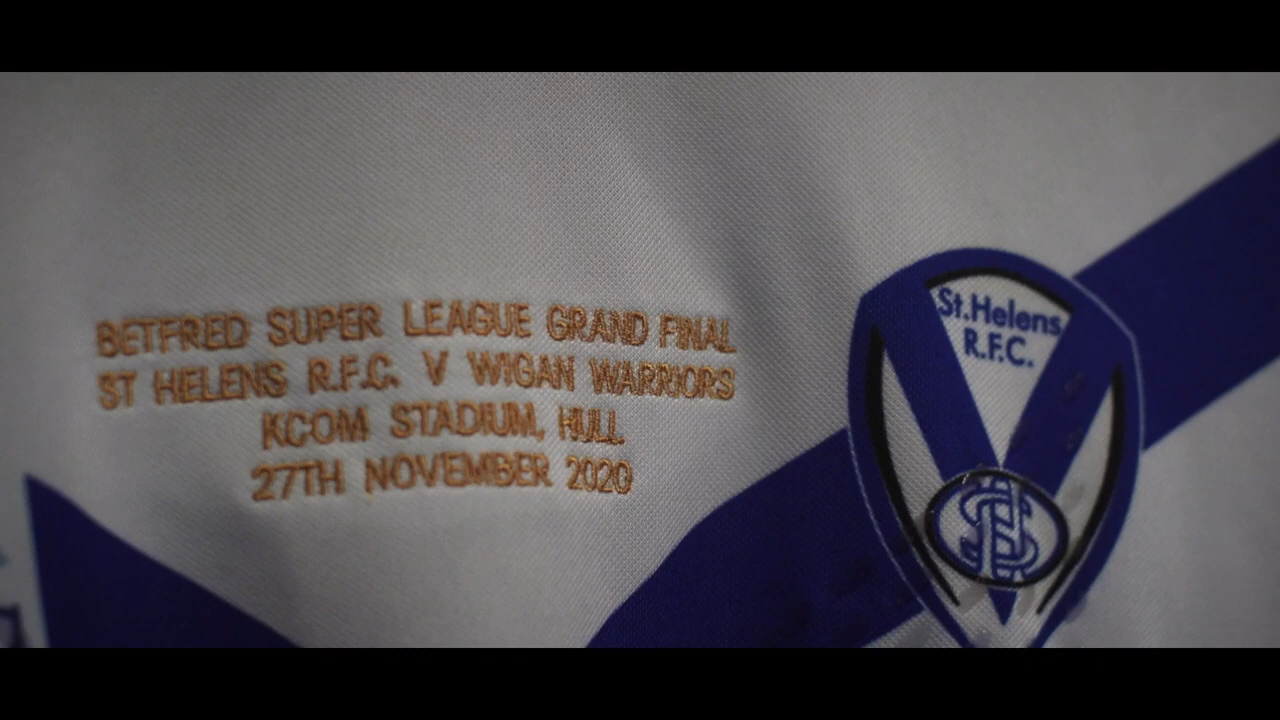 BETFRED SUPER LEAGUE GRAND FINAL
ST HELENS R.F.C. V WIGAN WARRIORS
KCOM STADIUM, HULL
27TH NOVEMBER 2020
St.Helens
R.F.C.